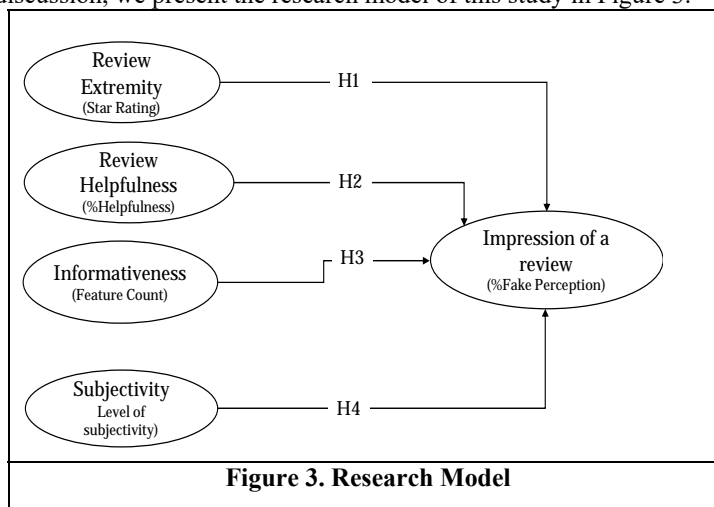 discussion, we present the research model of this study in Figure 3.
Review
Extremity
(Star Rating)
H1
Review
Helpfulness
(%Helpfulness)
H2
Informativeness
(Feature Count)
H3
Impression of a
review
(%Fake Perception)
Subjectivity
Level of
subjectivity)
H4
Figure 3. Research Model